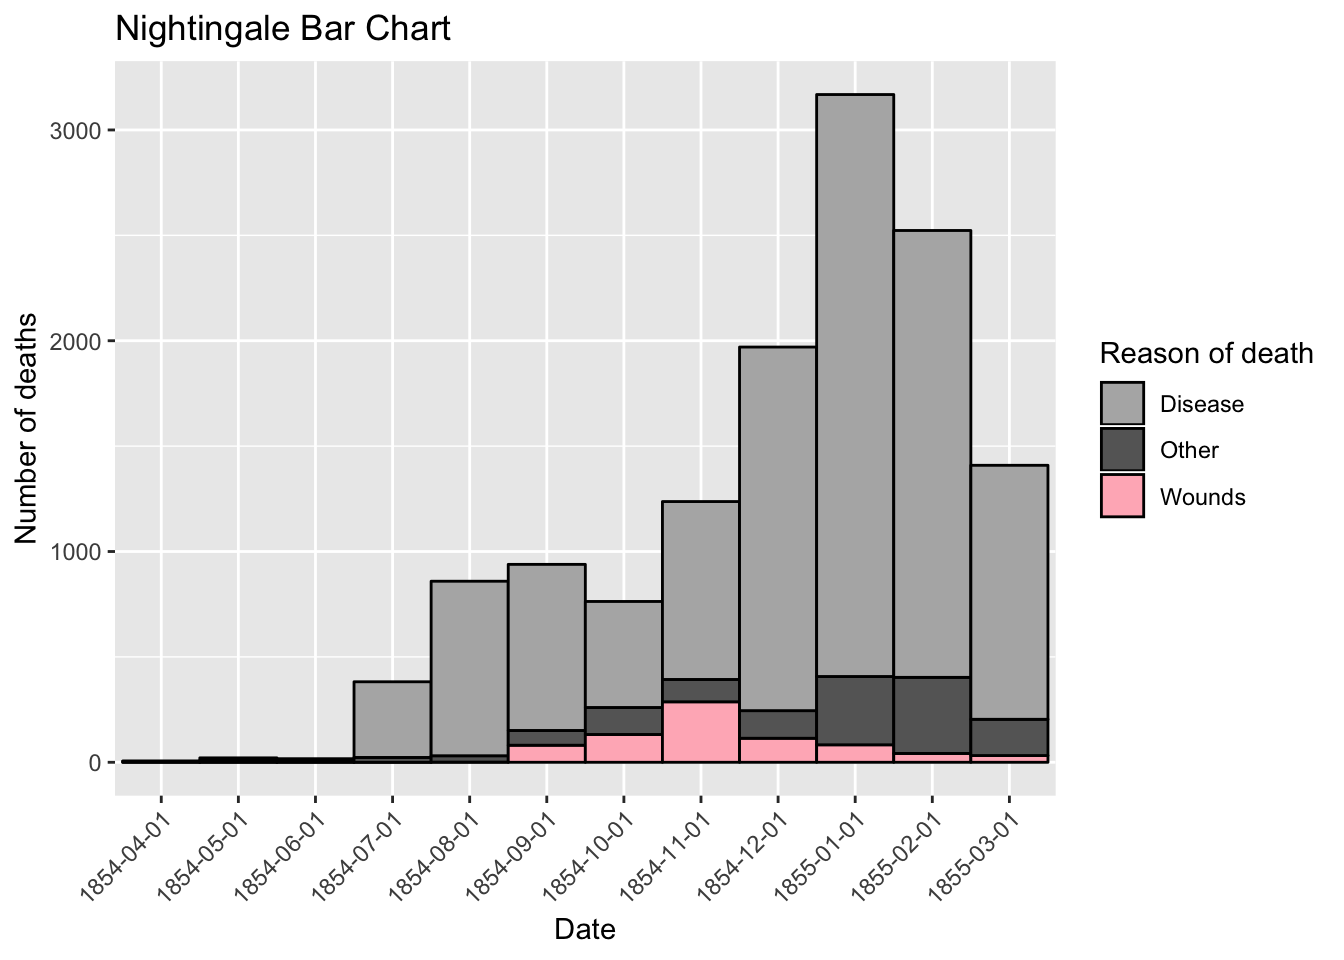 Nightingale Bar Chart
Number of deaths
3000
2000
1000
0
1854-04-01
1854-05-01
1854-06-01
1854-07-01
1854-08-01
1854-09-01
1854-10-01
1854-11-01
1854-12-01
1855-01-01
1855-02-01
1855-03-01
Date
Reason of death
Disease
Other
Wounds